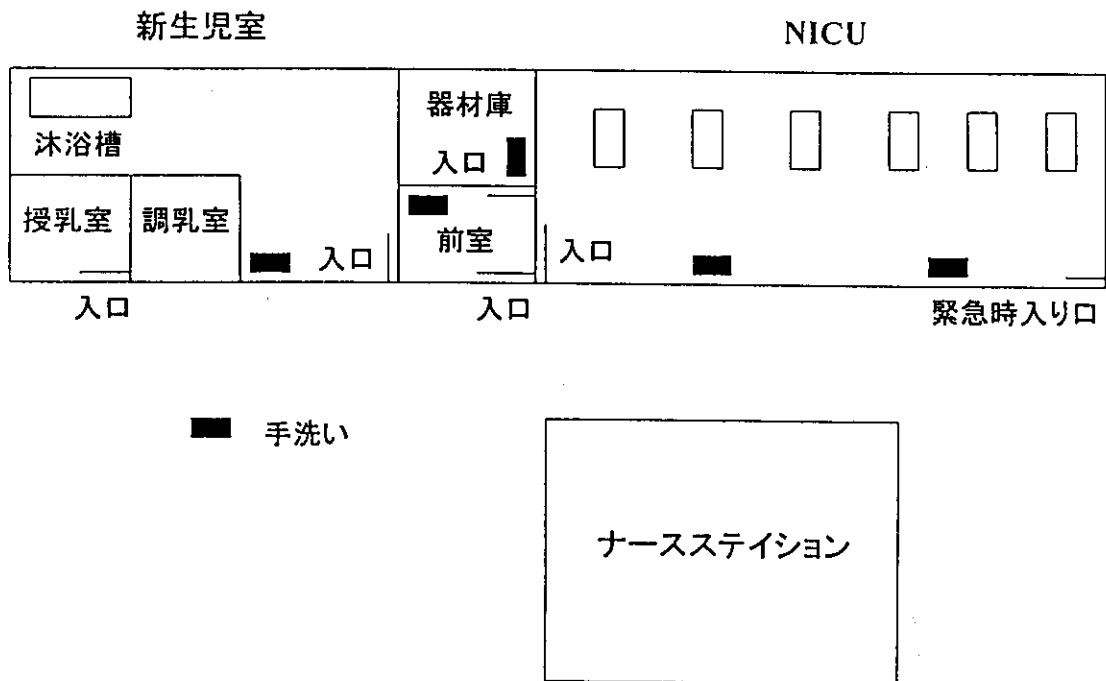 新生児室
NICU
器材庫
沐浴槽
入口
授乳室
調乳室
前室
入口
入口
入口
入口
緊急時入り口
手洗い
ナースステイション